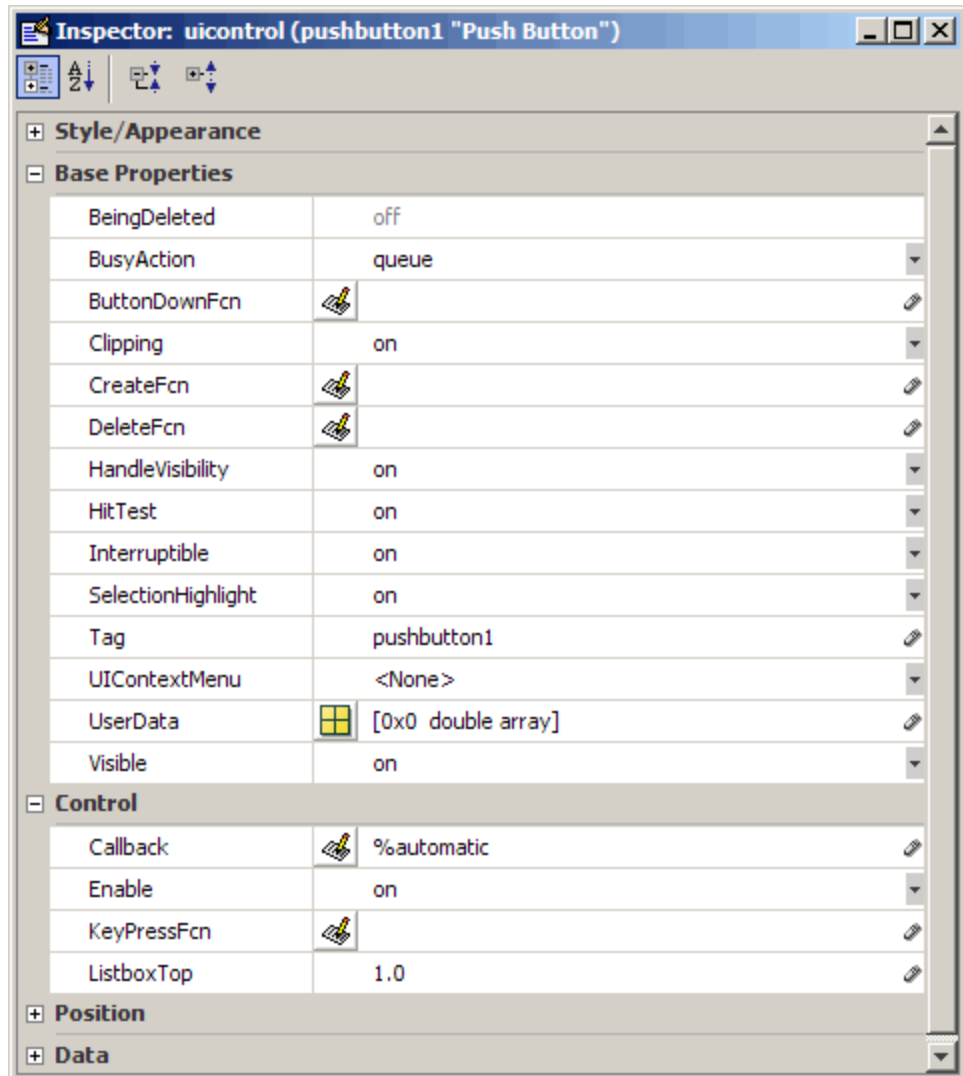 Inspector: uicontrol (pushbutton1 "Push Button")
Style/Appearance
Base Properties
BeingDeleted off
BusyAction queue
ButtonDownFcn
Clipping on
CreateFcn
DeleteFcn
HandleVisibility on
HitTest on
Interruptible on
SelectionHighlight on
Tag pushbutton1
UIContextMenu <None>
UserData [0x0 double array]
Visible on
Control
Callback %automatic
Enable on
KeyPressFcn
ListboxTop 1.0
Position
Data